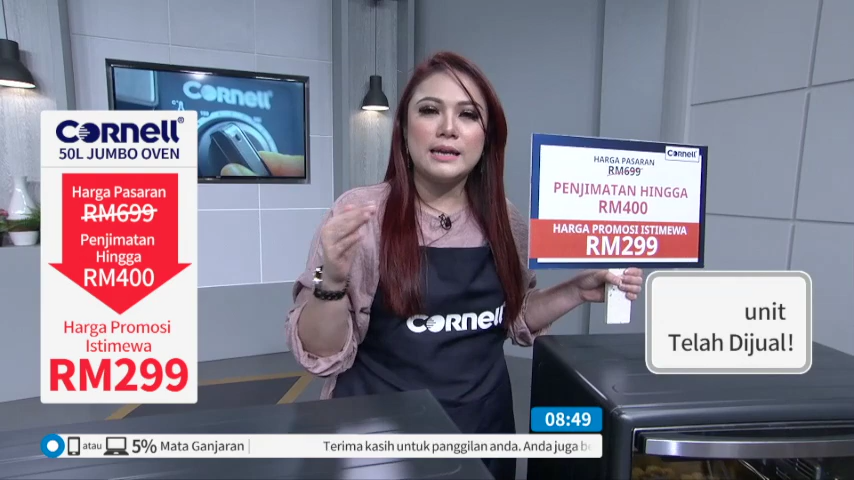 CORNELL
CORNELL
50L JUMBO OVEN
Harga Pasaran
RM699
Penjimatan
Hingga
RM400
Harga Promosi
Istimewa
RM299
Cornell
HARGA PASARAN
RM699
PENJIMATAN HINGGA
RM400
HARGA PROMOSI ISTIMEWA
RM299
CORNELL
unit
Telah Dijual!
08:49
atau 5% Mata Ganjaran Terima kasih untuk panggilan anda. Anda juga